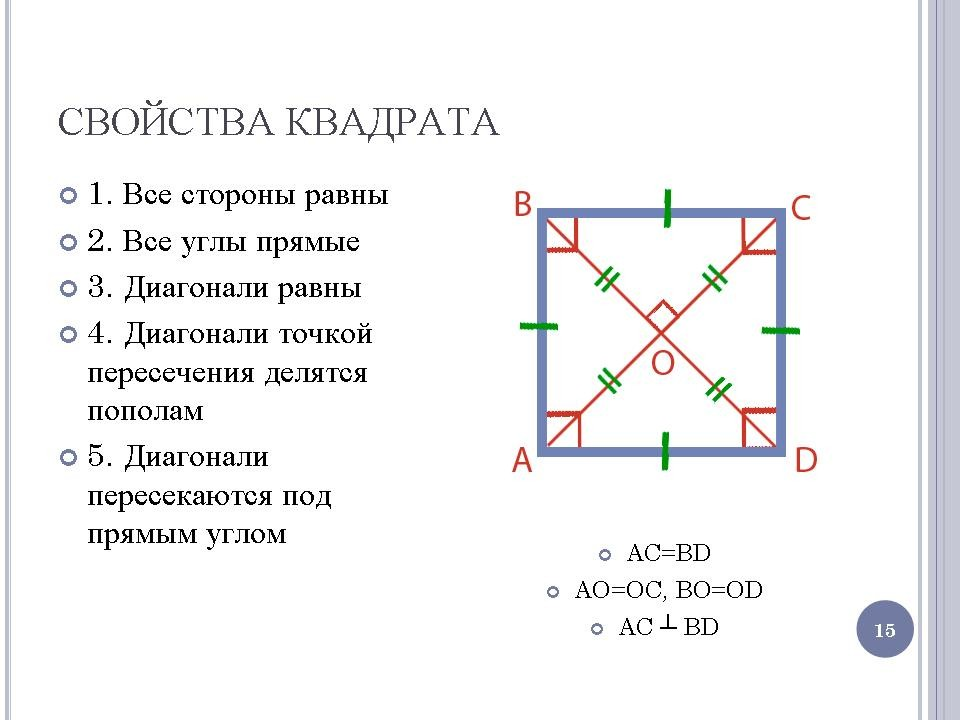 СВОЙСТВА КВАДРАТА
1. Все стороны равны
2. Все углы прямые
3. Диагонали равны
4. Диагонали точкой
пересечения делятся
пополам
5. Диагонали
пересекаются под
прямым углом
B
C
O
A
D
AC=BD
AO=OC, BO=OD
AC ┴ BD
15